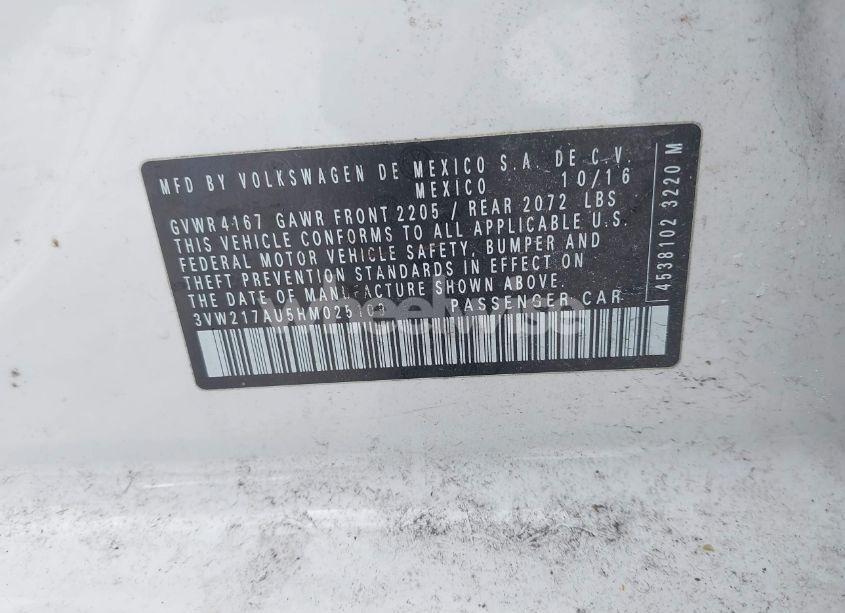 MFD BY VOLKSWAGEN DE MEXICO S.A. DE C.V.
MEXICO 10/16
GVWR 4167 GAWR FRONT 2205 / REAR 2072 LBS
THIS VEHICLE CONFORMS TO ALL APPLICABLE U.S.
FEDERAL MOTOR VEHICLE SAFETY, BUMPER AND
THEFT PREVENTION STANDARDS IN EFFECT ON
THE DATE OF MANUFACTURE SHOWN ABOVE.
PASSENGER CAR
4538102 3220 M
wheelwise